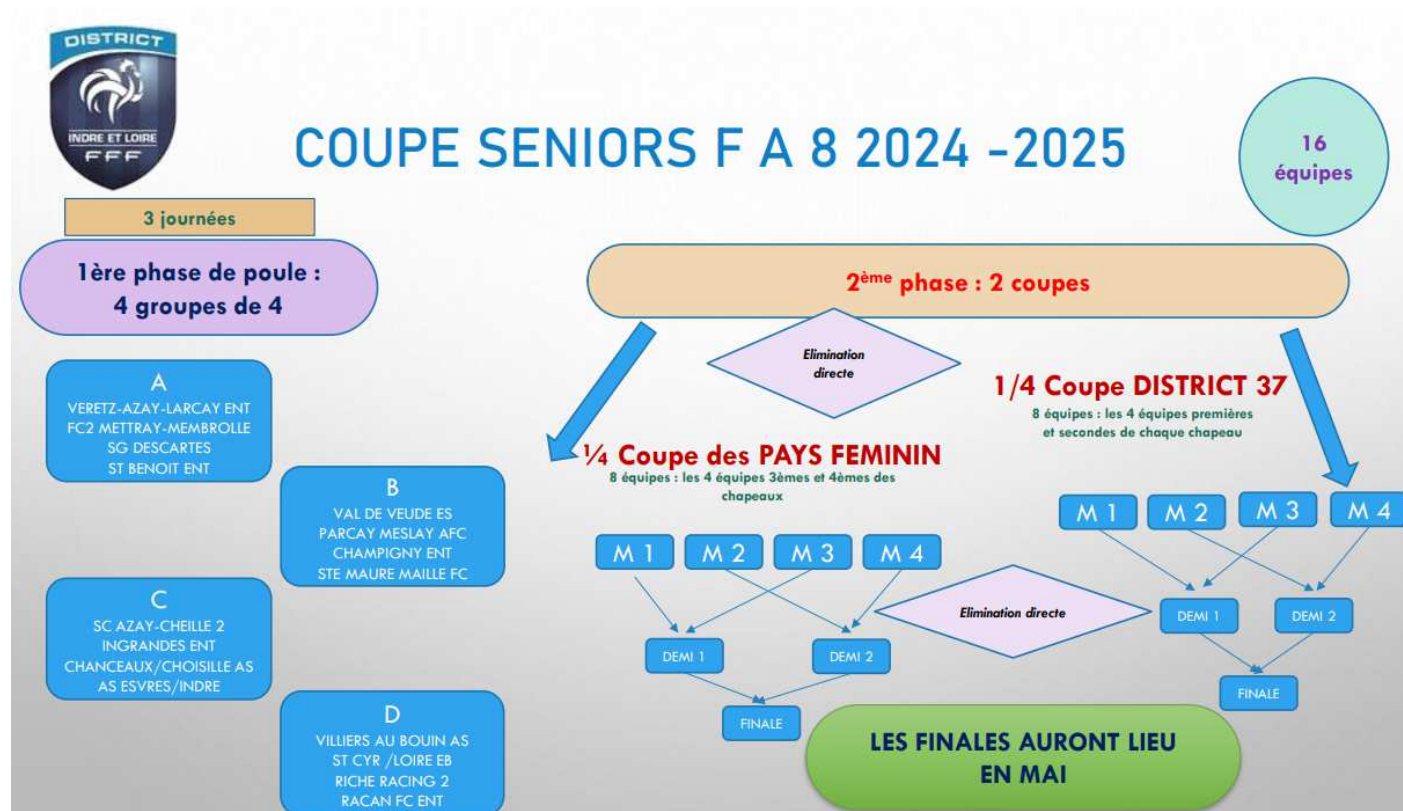 DISTRICT
INDRE ET LOIRE
FFF
COUPE SENIORS F A 8 2024 -2025
16
équipes
3 journées
1ère phase de poule :
4 groupes de 4
2ème phase : 2 coupes
Elimination
directe
A
VERETZ-AZAY-LARCAY ENT
FC2 METTRAY-MEMBROLLE
SG DESCARTES
ST BENOIT ENT
B
VAL DE VEUDE ES
PARCAY MESLAY AFC
CHAMPIGNY ENT
STE MAURE MAILLE FC
C
SC AZAY-CHEILLE 2
INGRANDES ENT
CHANCEAUX/CHOISILLE AS
AS ESVRES/INDRE
D
VILLIERS AU BOUIN AS
ST CYR /LOIRE EB
RICHE RACING 2
RACAN FC ENT
¼ Coupe des PAYS FEMININ
8 équipes : les 4 équipes 3èmes et 4èmes des
chapeaux
M 1 M 2 M 3 M 4
DEMI 1 DEMI 2
FINALE
1/4 Coupe DISTRICT 37
8 équipes : les 4 équipes premières
et secondes de chaque chapeau
M 1 M 2 M 3 M 4
Elimination directe
DEMI 1 DEMI 2
FINALE
LES FINALES AURONT LIEU
EN MAI